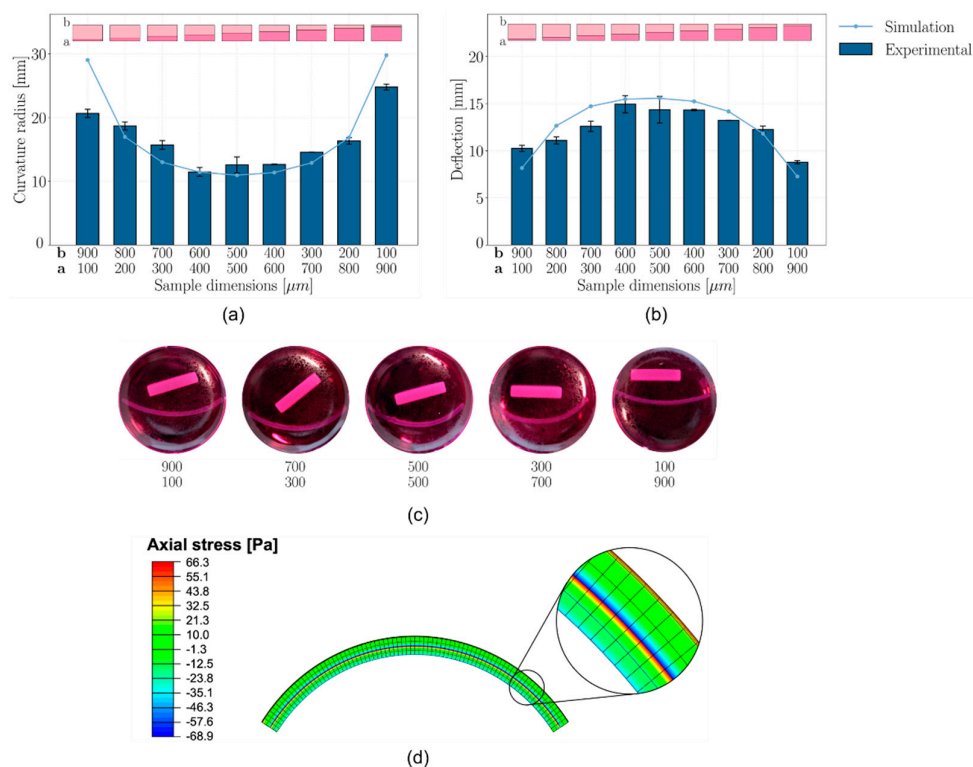 b
a
30
20
10
0
Curvature radius [mm]
b 900 800 700 600 500 400 300 200 100
a 100 200 300 400 500 600 700 800 900
Sample dimensions [μm]
(a)
b
a
20
15
10
5
0
Deflection [mm]
b 900 800 700 600 500 400 300 200 100
a 100 200 300 400 500 600 700 800 900
Sample dimensions [μm]
(b)
Simulation
Experimental
900 700 500 300 100
100 300 500 700 900
(c)
Axial stress [Pa]
66.3
55.1
43.8
32.5
21.3
10.0
-1.3
-12.5
-23.8
-35.1
-46.3
-57.6
-68.9
(d)